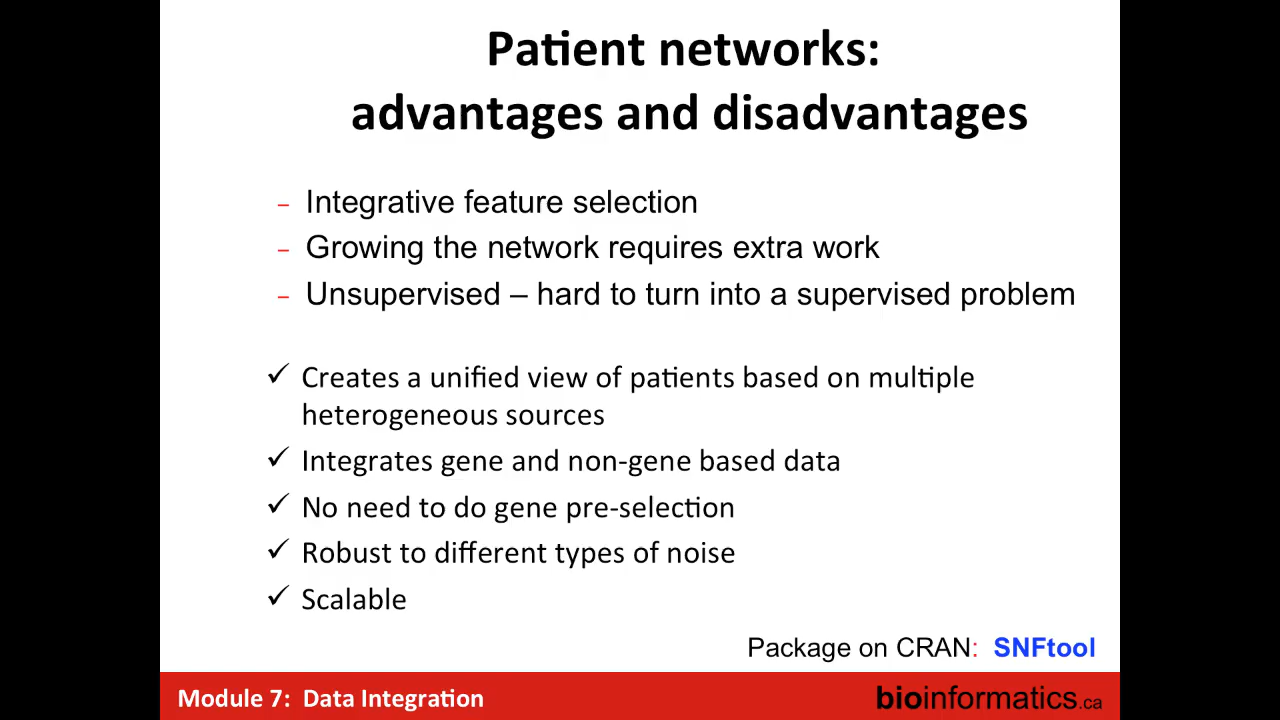 Patient networks:
advantages and disadvantages
– Integrative feature selection
– Growing the network requires extra work
– Unsupervised – hard to turn into a supervised problem
✓ Creates a unified view of patients based on multiple
heterogeneous sources
✓ Integrates gene and non-gene based data
✓ No need to do gene pre-selection
✓ Robust to different types of noise
✓ Scalable
Package on CRAN: SNFtool
Module 7: Data Integration
bioinformatics.ca